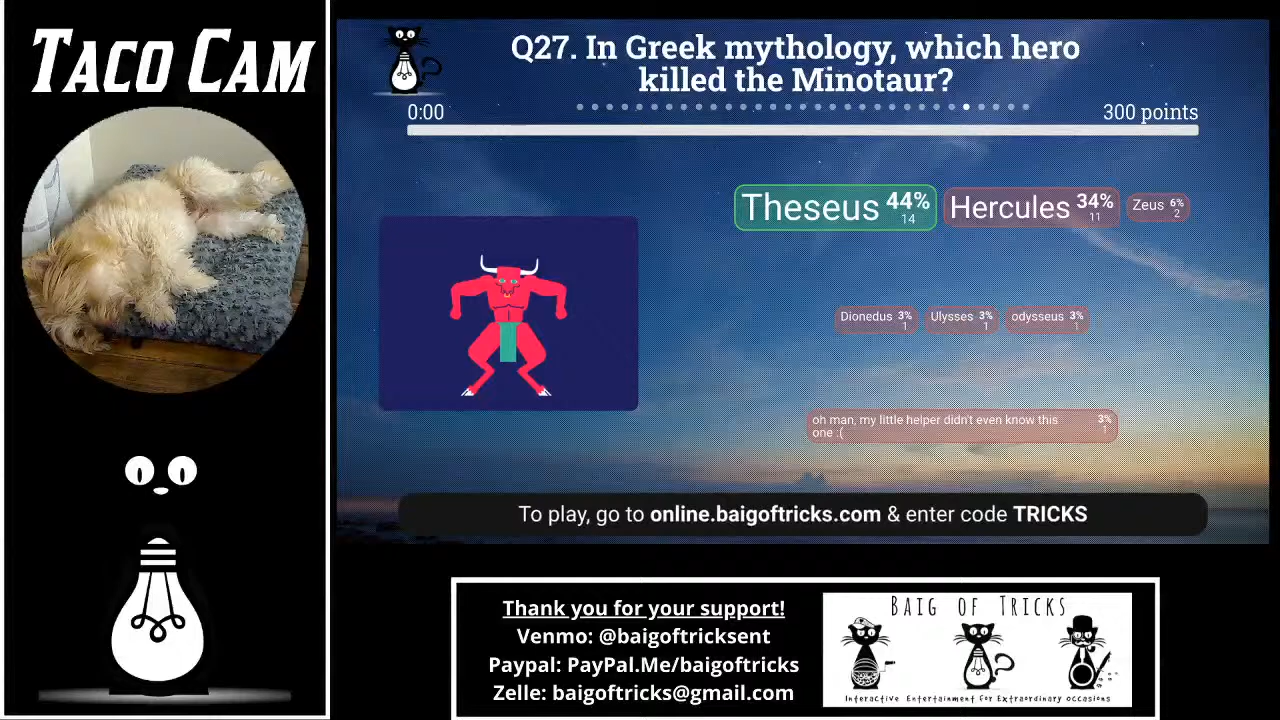 TACO CAM
Q27. In Greek mythology, which hero
killed the Minotaur?
0:00
300 points
Theseus 44% 14
Hercules 34% 11
Zeus 6% 2
Dionedus 3% 1
Ulysses 3% 1
odysseus 3% 1
oh man, my little helper didn't even know this
one :(
3% 1
To play, go to online.baigoftricks.com & enter code TRICKS
Thank you for your support!
Venmo: @baigoftricksent
Paypal: PayPal.Me/baigoftricks
Zelle: baigoftricks@gmail.com
BAIG OF TRICKS
Interactive Entertainment for Extraordinary occasions